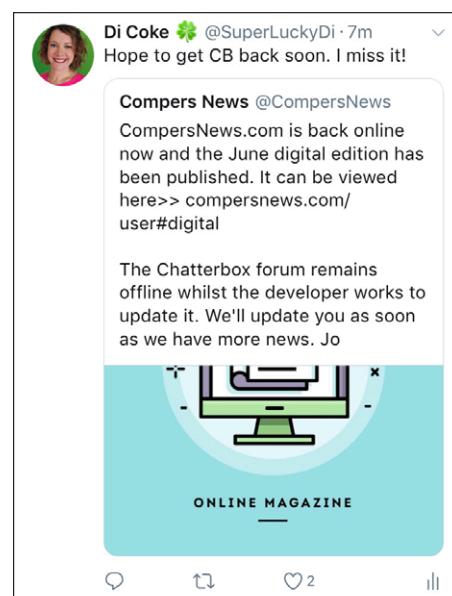 Di Coke 🍀 @SuperLuckyDi · 7m
Hope to get CB back soon. I miss it!
Compers News @CompersNews
CompersNews.com is back online
now and the June digital edition has
been published. It can be viewed
here>> compersnews.com/
user#digital
The Chatterbox forum remains
offline whilst the developer works to
update it. We'll update you as soon
as we have more news. Jo
ONLINE MAGAZINE
2